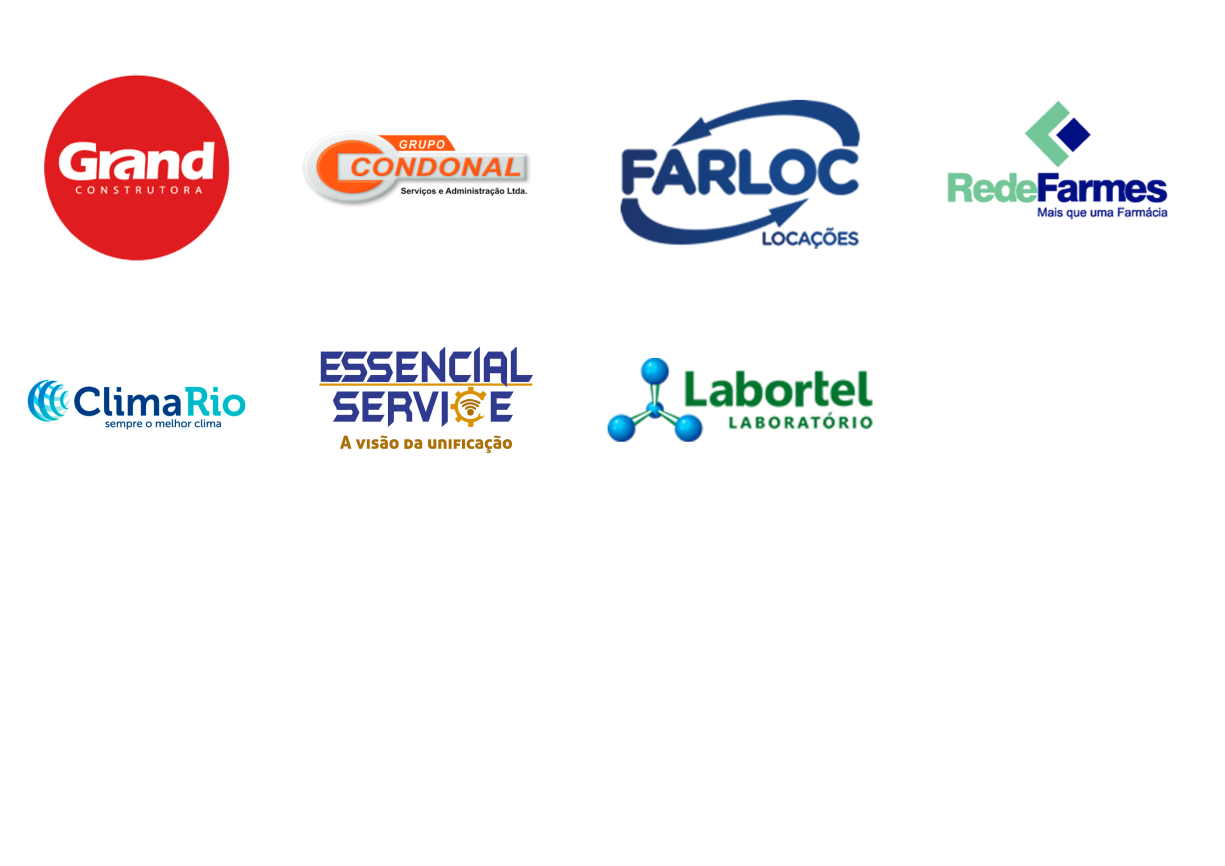 Grand
CONSTRUTORA
GRUPO
CONDONAL
Serviços e Administração Ltda.
FARLOC
LOCAÇÕES
RedeFarmes
Mais que uma Farmácia
ClimaRio
sempre o melhor clima
ESSENCIAL
SERVICE
A visão da unificação
Labortel
LABORATÓRIO